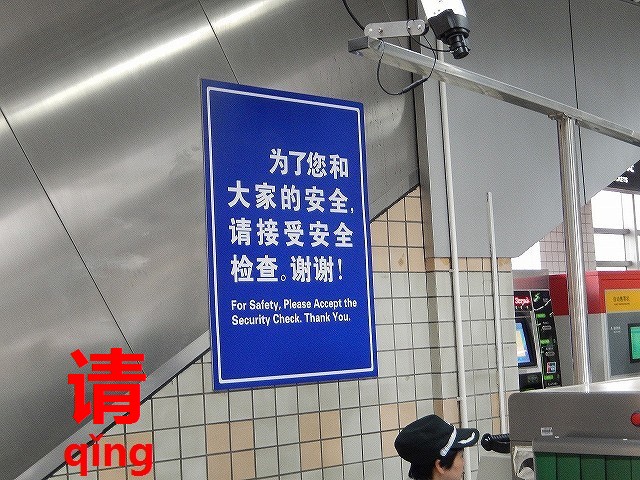 为了您和
大家的安全,
请接受安全
检查。谢谢!
For Safety, Please Accept the
Security Check. Thank You.
请
qǐng